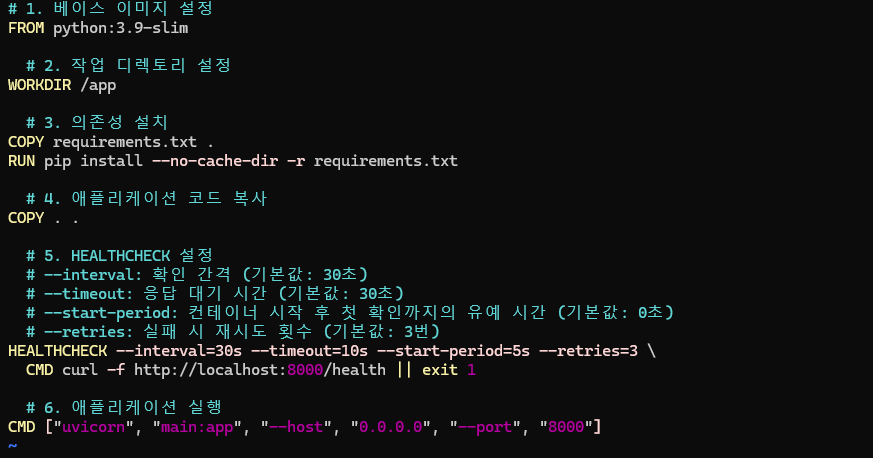 # 1. 베이스 이미지 설정
FROM python:3.9-slim
# 2. 작업 디렉토리 설정
WORKDIR /app
# 3. 의존성 설치
COPY requirements.txt .
RUN pip install --no-cache-dir -r requirements.txt
# 4. 애플리케이션 코드 복사
COPY . .
# 5. HEALTHCHECK 설정
# --interval: 확인 간격 (기본값: 30초)
# --timeout: 응답 대기 시간 (기본값: 30초)
# --start-period: 컨테이너 시작 후 첫 확인까지의 유예 시간 (기본값: 0초)
# --retries: 실패 시 재시도 횟수 (기본값: 3번)
HEALTHCHECK --interval=30s --timeout=10s --start-period=5s --retries=3 \
CMD curl -f http://localhost:8000/health || exit 1
# 6. 애플리케이션 실행
CMD ["uvicorn", "main:app", "--host", "0.0.0.0", "--port", "8000"]
~